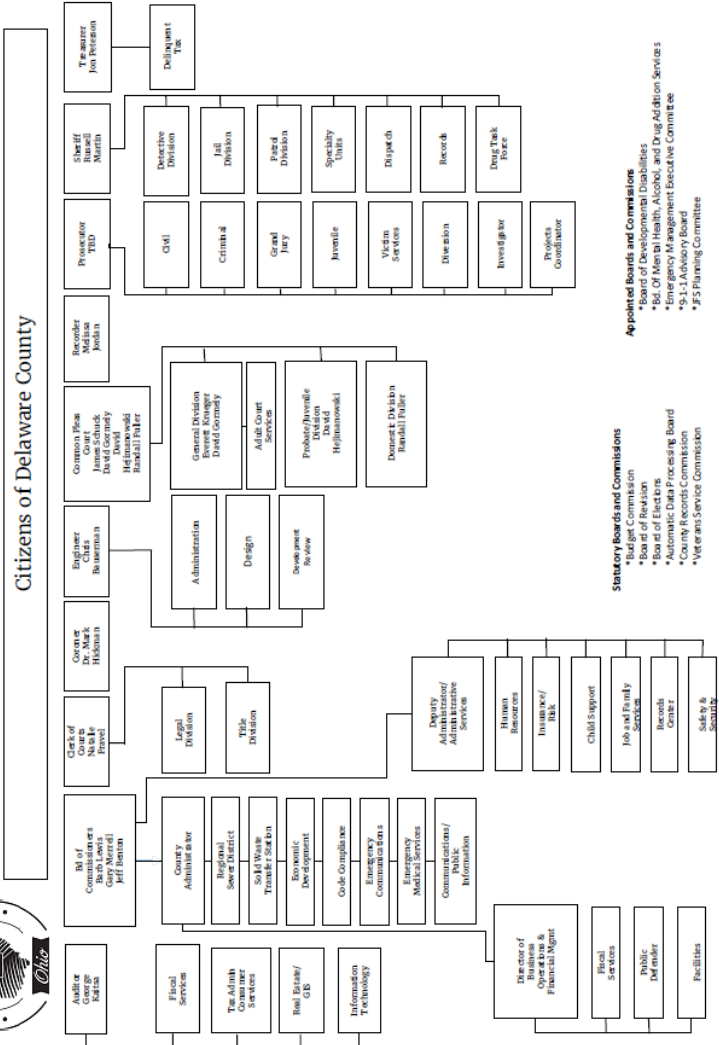 Citizens of Delaware County
Ohio
Auditor
George
Kaitsa
Bd of
Commissioners
Barb Lewis
Gary Merrell
Jeff Benton
Clerk of
Courts
Natalie
Fravel
Coroner
Dr. Mark
Hickman
Engineer
Chris
Bauserman
Common Pleas
Court
James Schuck
David Gormely
David
Hejimanowski
Randall Fuller
Recorder
Melissa
Jordan
Prosecutor
TBD
Sheriff
Russell
Martin
Treasurer
Jon Peterson
Fiscal
Services
Tax Admin
Consumer
Services
Real Estate/
GIS
Information
Technology
County
Administrator
Regional
Sewer District
Solid Waste
Transfer Station
Economic
Development
Code Compliance
Emergency
Communications
Emergency
Medical Services
Communications/
Public
Information
Director of
Business
Operations &
Financial Mgmt
Fiscal
Services
Public
Defender
Facilities
Legal
Division
Title
Division
Deputy
Administrator/
Administrative
Services
Human
Resources
Insurance/
Risk
Child Support
Job and Family
Services
Records
Center
Safety &
Security
Administration
Design
Development
Review
General Division
Everett Krueger
David Gormely
Adult Court
Services
Probate/Juvenile
Division
David
Hejimanowski
Domestic Division
Randall Fuller
Civil
Criminal
Grand
Jury
Juvenile
Victim
Services
Diversion
Investigator
Projects
Coordinator
Detective
Division
Jail
Division
Patrol
Division
Specialty
Units
Dispatch
Records
Drug Task
Force
Delinquent
Tax
Statutory Boards and Commissions
*Budget Commission
*Board of Revision
*Board of Elections
*Automatic Data Processing Board
*County Records Commission
*Veterans Service Commission
Appointed Boards and Commissions
*Board of Developmental Disabilities
*Bd. Of Mental Health, Alcohol, and Drug Addition Services
*Emergency Management Executive Committee
*9-1-1 Advisory Board
*JFS Planning Committee